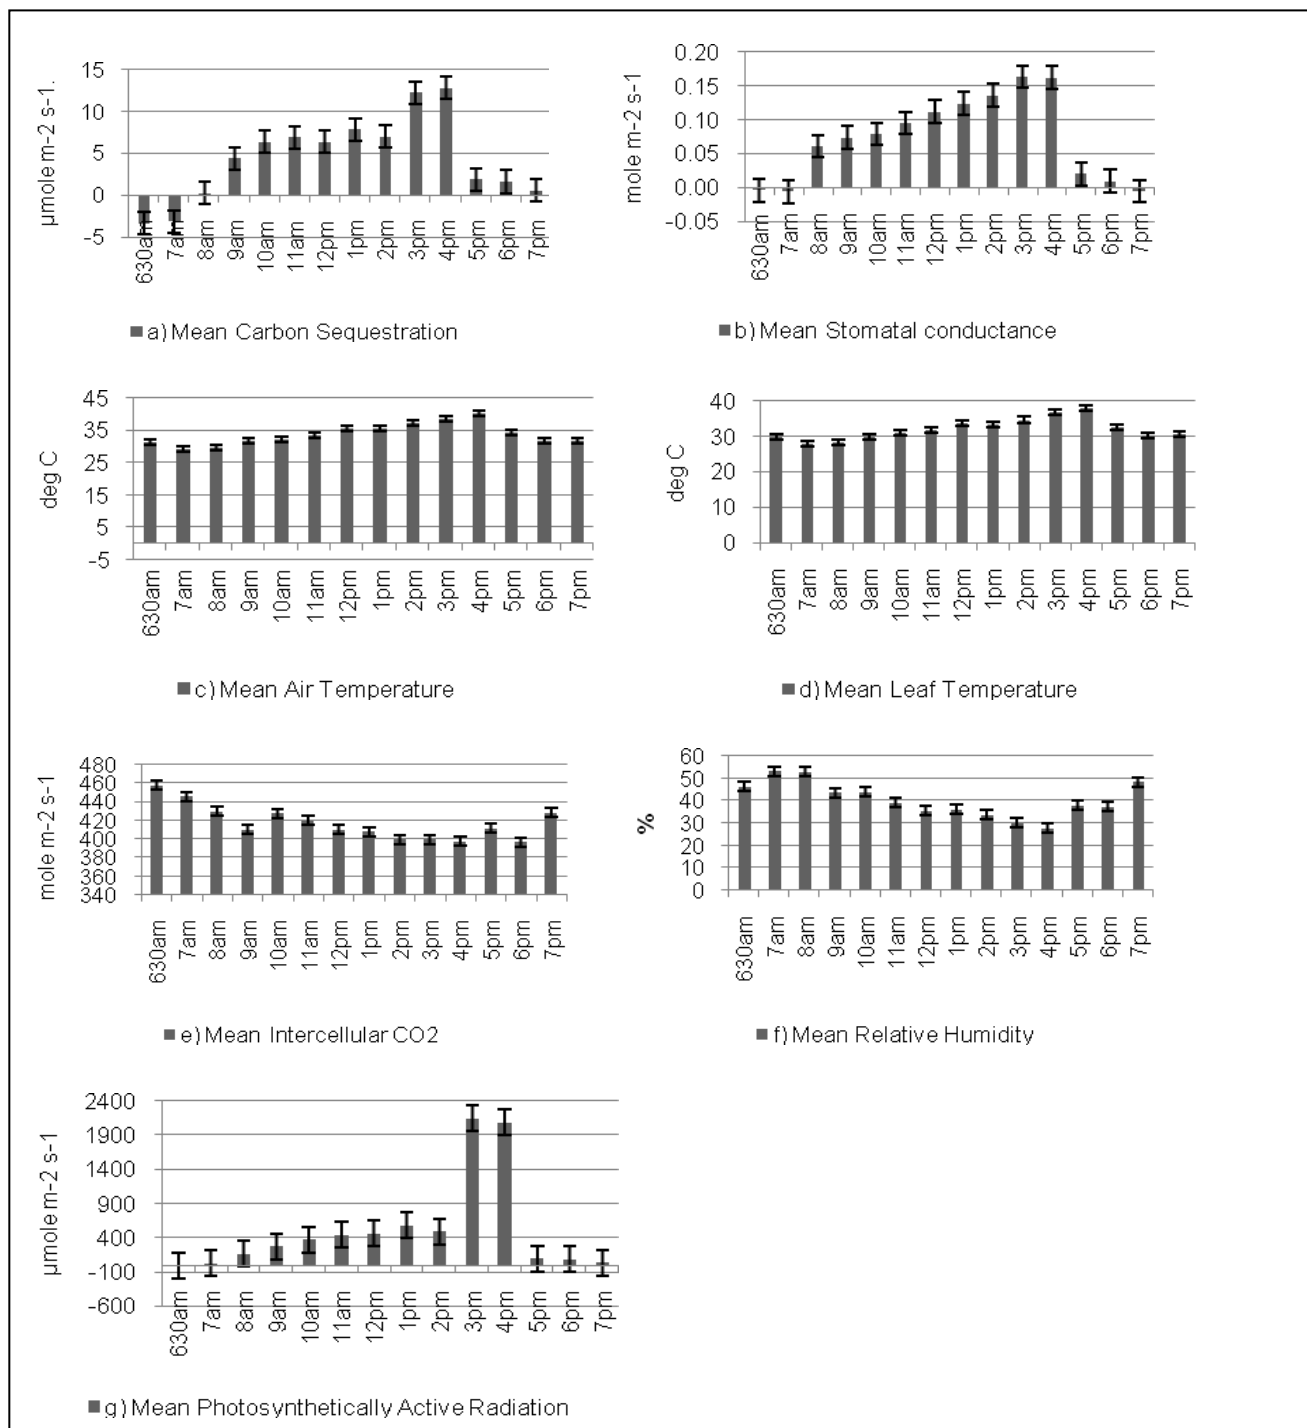 µmole m-2 s-1.
15
10
5
0
-5
630am
7am
8am
9am
10am
11am
12pm
1pm
2pm
3pm
4pm
5pm
6pm
7pm
a) Mean Carbon Sequestration
mole m-2 s-1
0.20
0.15
0.10
0.05
0.00
-0.05
630am
7am
8am
9am
10am
11am
12pm
1pm
2pm
3pm
4pm
5pm
6pm
7pm
b) Mean Stomatal conductance
deg C
45
35
25
15
5
-5
630am
7am
8am
9am
10am
11am
12pm
1pm
2pm
3pm
4pm
5pm
6pm
7pm
c) Mean Air Temperature
deg C
40
30
20
10
0
630am
7am
8am
9am
10am
11am
12pm
1pm
2pm
3pm
4pm
5pm
6pm
7pm
d) Mean Leaf Temperature
mole m-2 s-1
480
460
440
420
400
380
360
340
630am
7am
8am
9am
10am
11am
12pm
1pm
2pm
3pm
4pm
5pm
6pm
7pm
e) Mean Intercellular CO2
%
60
50
40
30
20
10
0
630am
7am
8am
9am
10am
11am
12pm
1pm
2pm
3pm
4pm
5pm
6pm
7pm
f) Mean Relative Humidity
µmole m-2 s-1
2400
1900
1400
900
400
-100
-600
630am
7am
8am
9am
10am
11am
12pm
1pm
2pm
3pm
4pm
5pm
6pm
7pm
g) Mean Photosynthetically Active Radiation